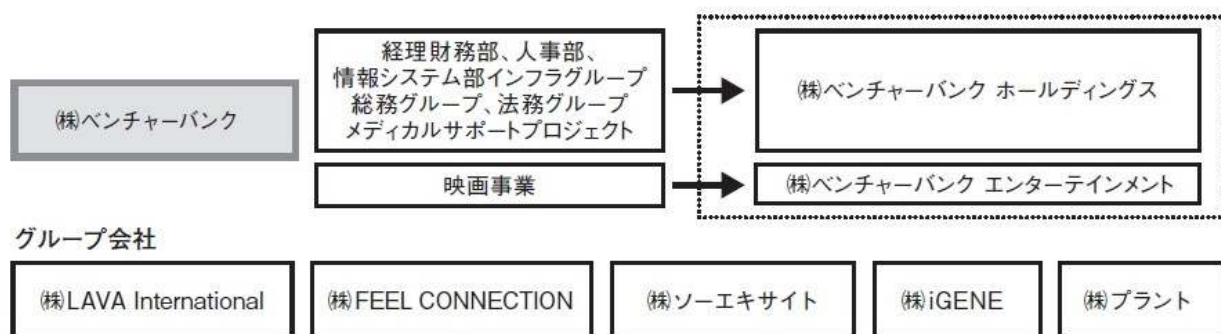 ㈱ベンチャーバンク
経理財務部、人事部、
情報システム部インフラグループ
総務グループ、法務グループ
メディカルサポートプロジェクト
㈱ベンチャーバンク ホールディングス
映画事業
㈱ベンチャーバンク エンターテインメント
グループ会社
㈱LAVA International
㈱FEEL CONNECTION
㈱ソーエキサイト
㈱iGENE
㈱プラント